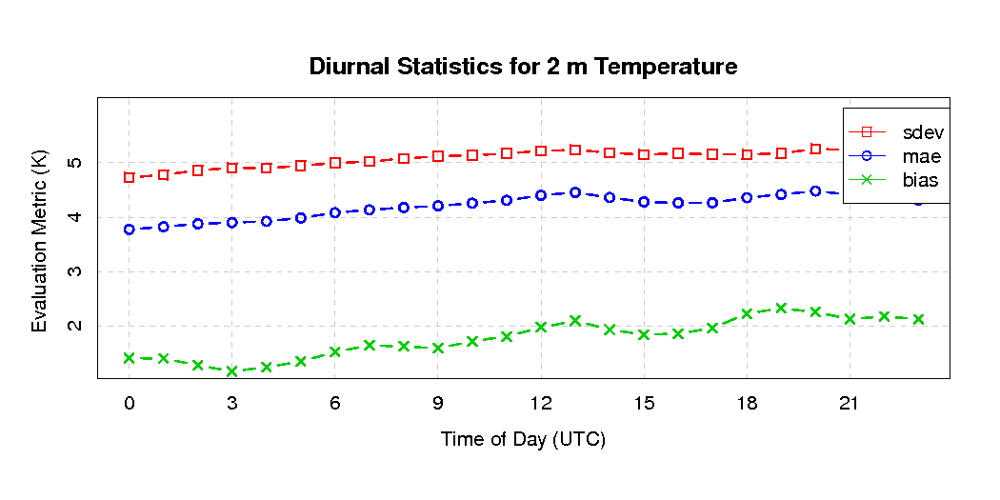 Diurnal Statistics for 2 m Temperature
Evaluation Metric (K)
5
4
3
2
sdev
mae
bias
0 3 6 9 12 15 18 21
Time of Day (UTC)